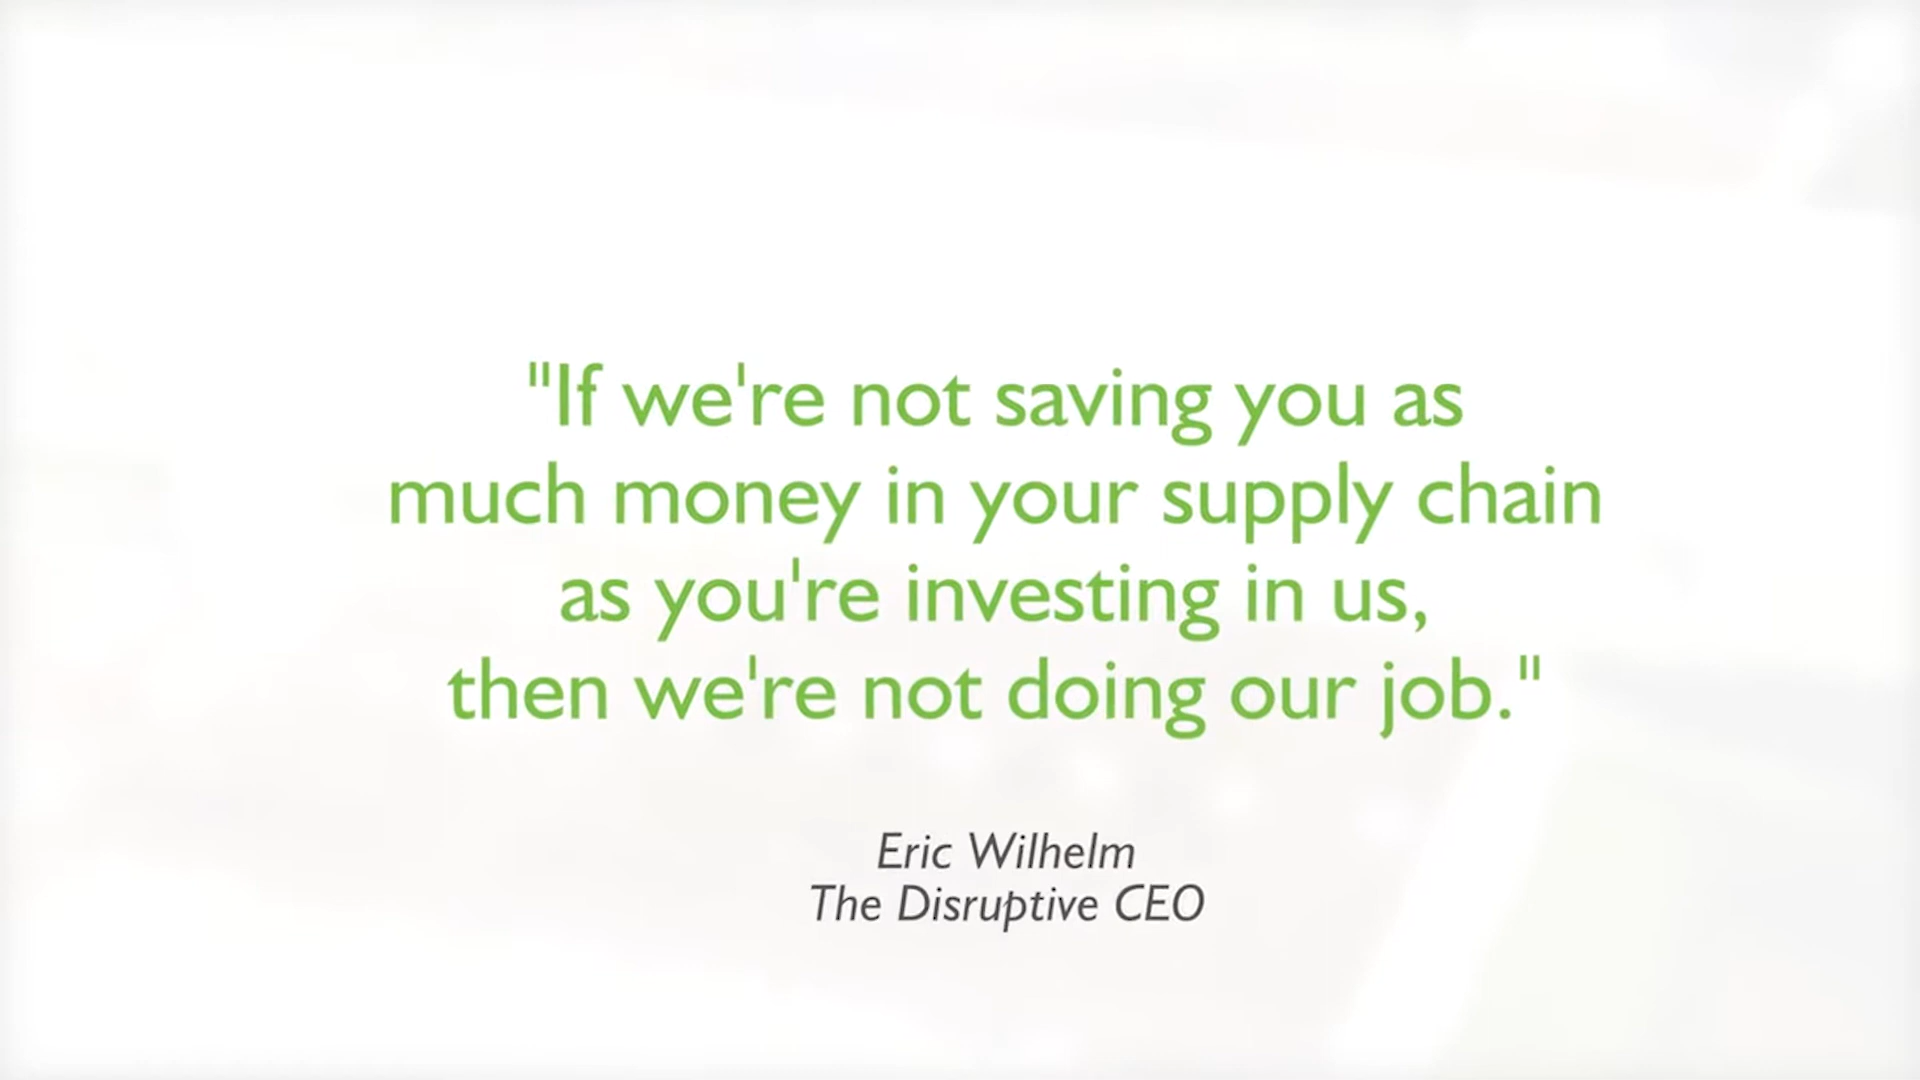 "If we're not saving you as
much money in your supply chain
as you're investing in us,
then we're not doing our job."
Eric Wilhelm
The Disruptive CEO